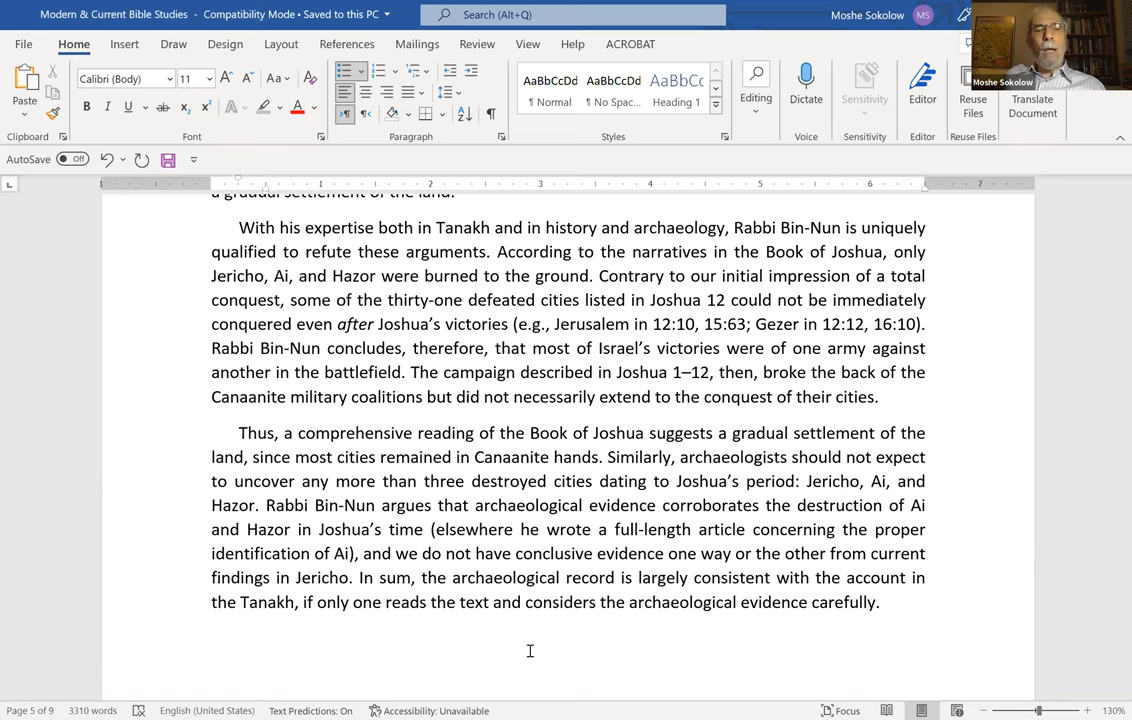 Modern & Current Bible Studies - Compatibility Mode • Saved to this PC
Search (Alt+Q)
Moshe Sokolow MS
File Home Insert Draw Design Layout References Mailings Review View Help ACROBAT
Moshe Sokolow
Calibri (Body) 11
Paste
AaBbCcDd AaBbCcDd AaBbCc
¶ Normal ¶ No Spac... Heading 1
Editing Dictate Sensitivity Editor Reuse Files Translate Document
Clipboard Font Paragraph Styles Voice Sensitivity Editor Reuse Files
AutoSave Off
1 1 2 3 4 5 6 7
a gradual settlement of the land.
With his expertise both in Tanakh and in history and archaeology, Rabbi Bin-Nun is uniquely
qualified to refute these arguments. According to the narratives in the Book of Joshua, only
Jericho, Ai, and Hazor were burned to the ground. Contrary to our initial impression of a total
conquest, some of the thirty-one defeated cities listed in Joshua 12 could not be immediately
conquered even after Joshua's victories (e.g., Jerusalem in 12:10, 15:63; Gezer in 12:12, 16:10).
Rabbi Bin-Nun concludes, therefore, that most of Israel's victories were of one army against
another in the battlefield. The campaign described in Joshua 1–12, then, broke the back of the
Canaanite military coalitions but did not necessarily extend to the conquest of their cities.
Thus, a comprehensive reading of the Book of Joshua suggests a gradual settlement of the
land, since most cities remained in Canaanite hands. Similarly, archaeologists should not expect
to uncover any more than three destroyed cities dating to Joshua's period: Jericho, Ai, and
Hazor. Rabbi Bin-Nun argues that archaeological evidence corroborates the destruction of Ai
and Hazor in Joshua's time (elsewhere he wrote a full-length article concerning the proper
identification of Ai), and we do not have conclusive evidence one way or the other from current
findings in Jericho. In sum, the archaeological record is largely consistent with the account in
the Tanakh, if only one reads the text and considers the archaeological evidence carefully.
Page 5 of 9 3310 words English (United States) Text Predictions: On Accessibility: Unavailable Focus 130%